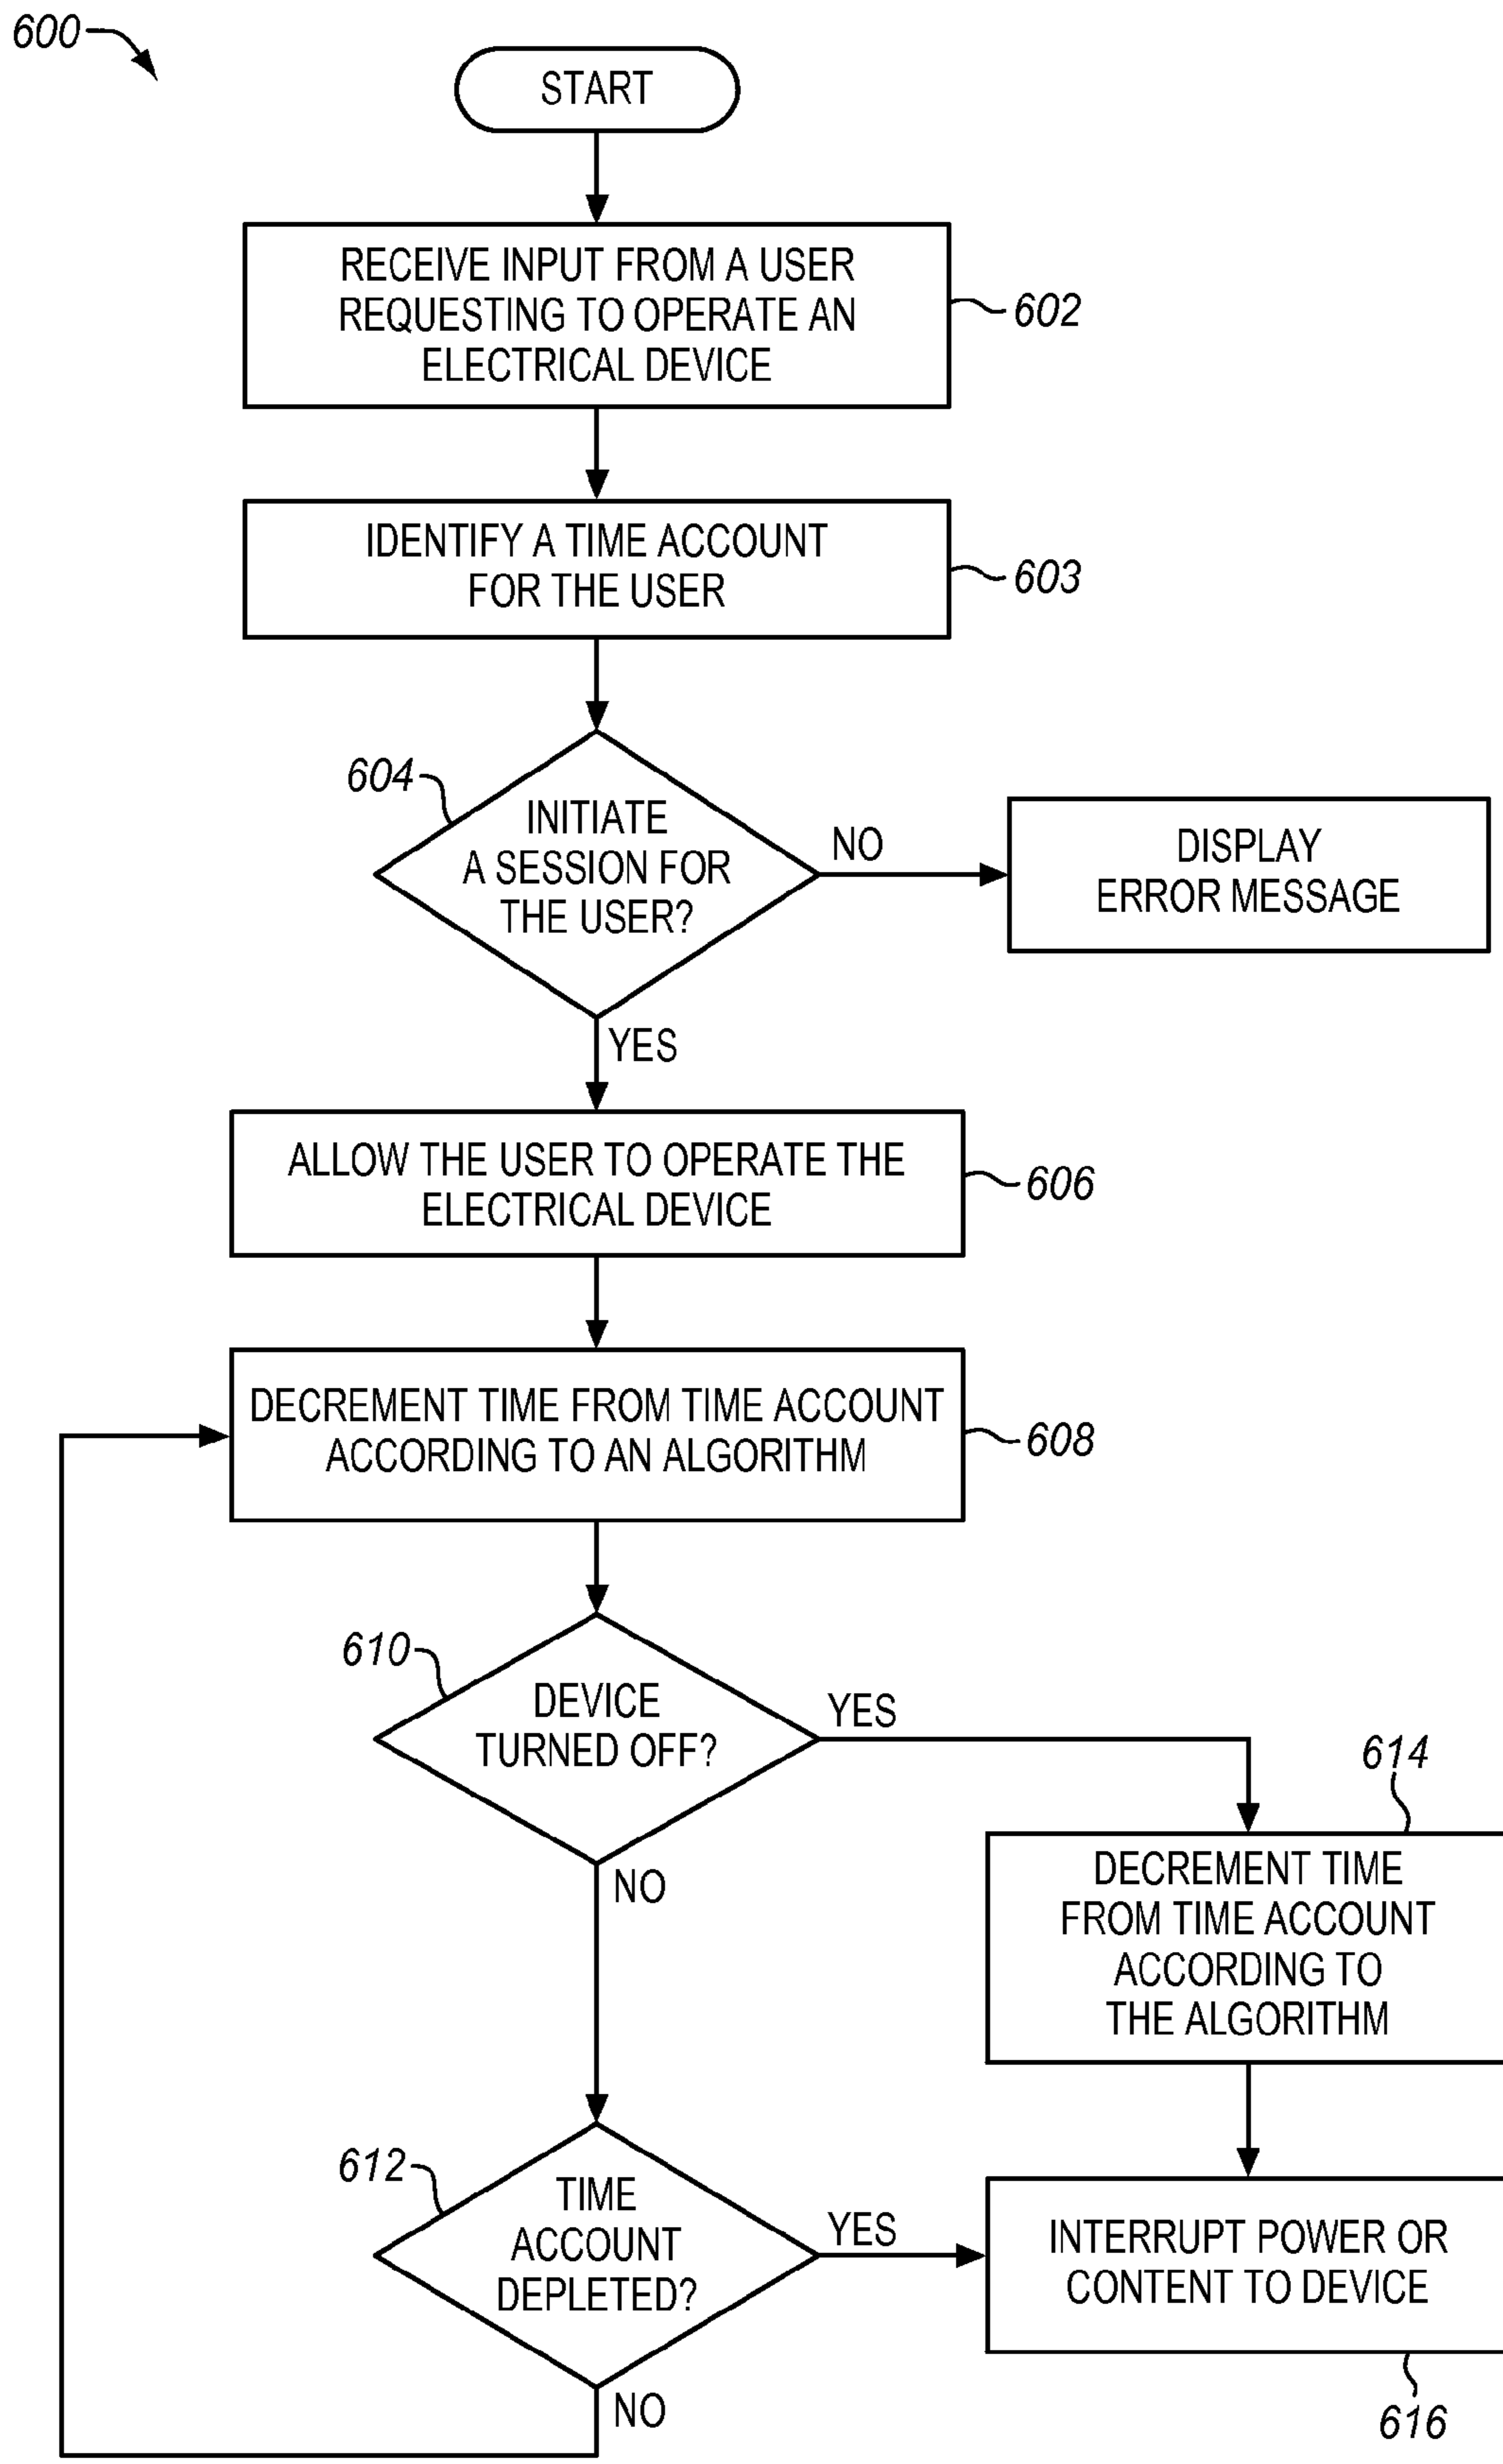 600
START
RECEIVE INPUT FROM A USER
REQUESTING TO OPERATE AN
ELECTRICAL DEVICE
602
IDENTIFY A TIME ACCOUNT
FOR THE USER
603
604
INITIATE
A SESSION FOR
THE USER?
NO
DISPLAY
ERROR MESSAGE
YES
ALLOW THE USER TO OPERATE THE
ELECTRICAL DEVICE
606
DECREMENT TIME FROM TIME ACCOUNT
ACCORDING TO AN ALGORITHM
608
610
DEVICE
TURNED OFF?
YES
614
DECREMENT TIME
FROM TIME ACCOUNT
ACCORDING TO
THE ALGORITHM
NO
612
TIME
ACCOUNT
DEPLETED?
YES
INTERRUPT POWER OR
CONTENT TO DEVICE
616
NO